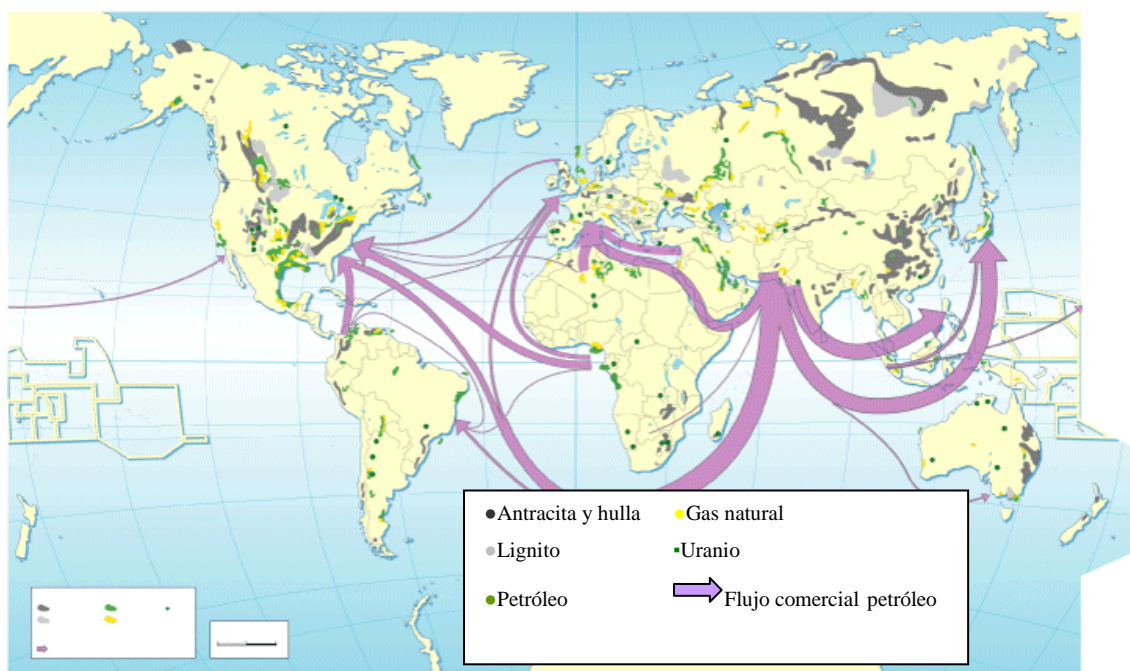 Antracita y hulla
Gas natural
Lignito
Uranio
Petróleo
Flujo comercial petróleo